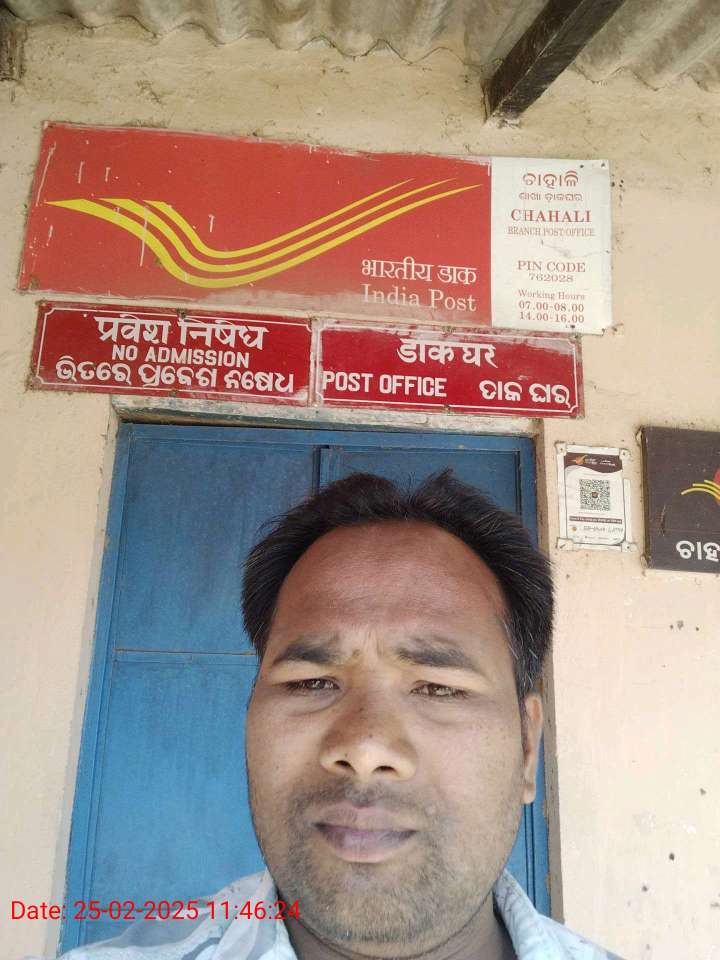 ଚାହାଳି
ଶାଖା ଡ଼ାକଘର
CHAHALI
BRANCH POST OFFICE
भारतीय डाक
India Post
PIN CODE
762028
Working Hours
07.00-08.00
14.00-16.00
प्रवेश निषेध
NO ADMISSION
ଭିତରେ ପ୍ରବେଶ ନିଷେଧ
डाक घर
POST OFFICE ଡାକ ଘର
ଚାହ
Date: 25-02-2025 11:46:24